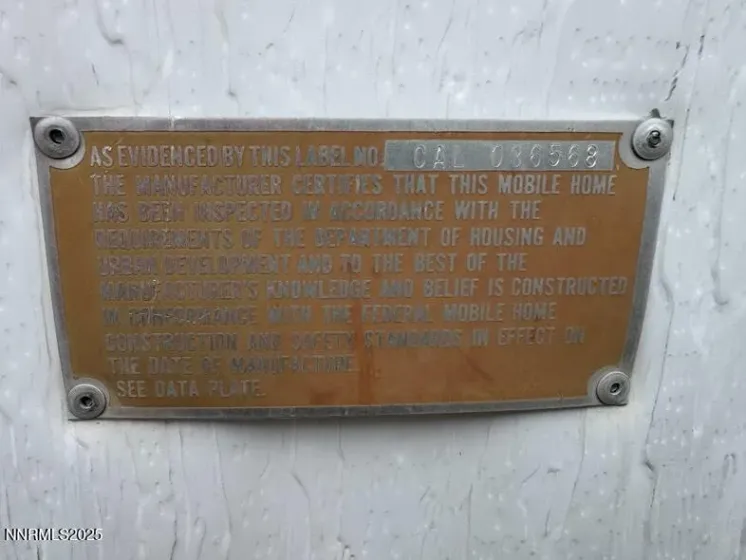 AS EVIDENCED BY THIS LABEL NO. CAL 036568
THE MANUFACTURER CERTIFIES THAT THIS MOBILE HOME
HAS BEEN INSPECTED IN ACCORDANCE WITH THE
REQUIREMENTS OF THE DEPARTMENT OF HOUSING AND
URBAN DEVELOPMENT AND TO THE BEST OF THE
MANUFACTURER'S KNOWLEDGE AND BELIEF IS CONSTRUCTED
IN CONFORMANCE WITH THE FEDERAL MOBILE HOME
CONSTRUCTION AND SAFETY STANDARDS IN EFFECT ON
THE DATE OF MANUFACTURE.
SEE DATA PLATE.
NNRMLS2025